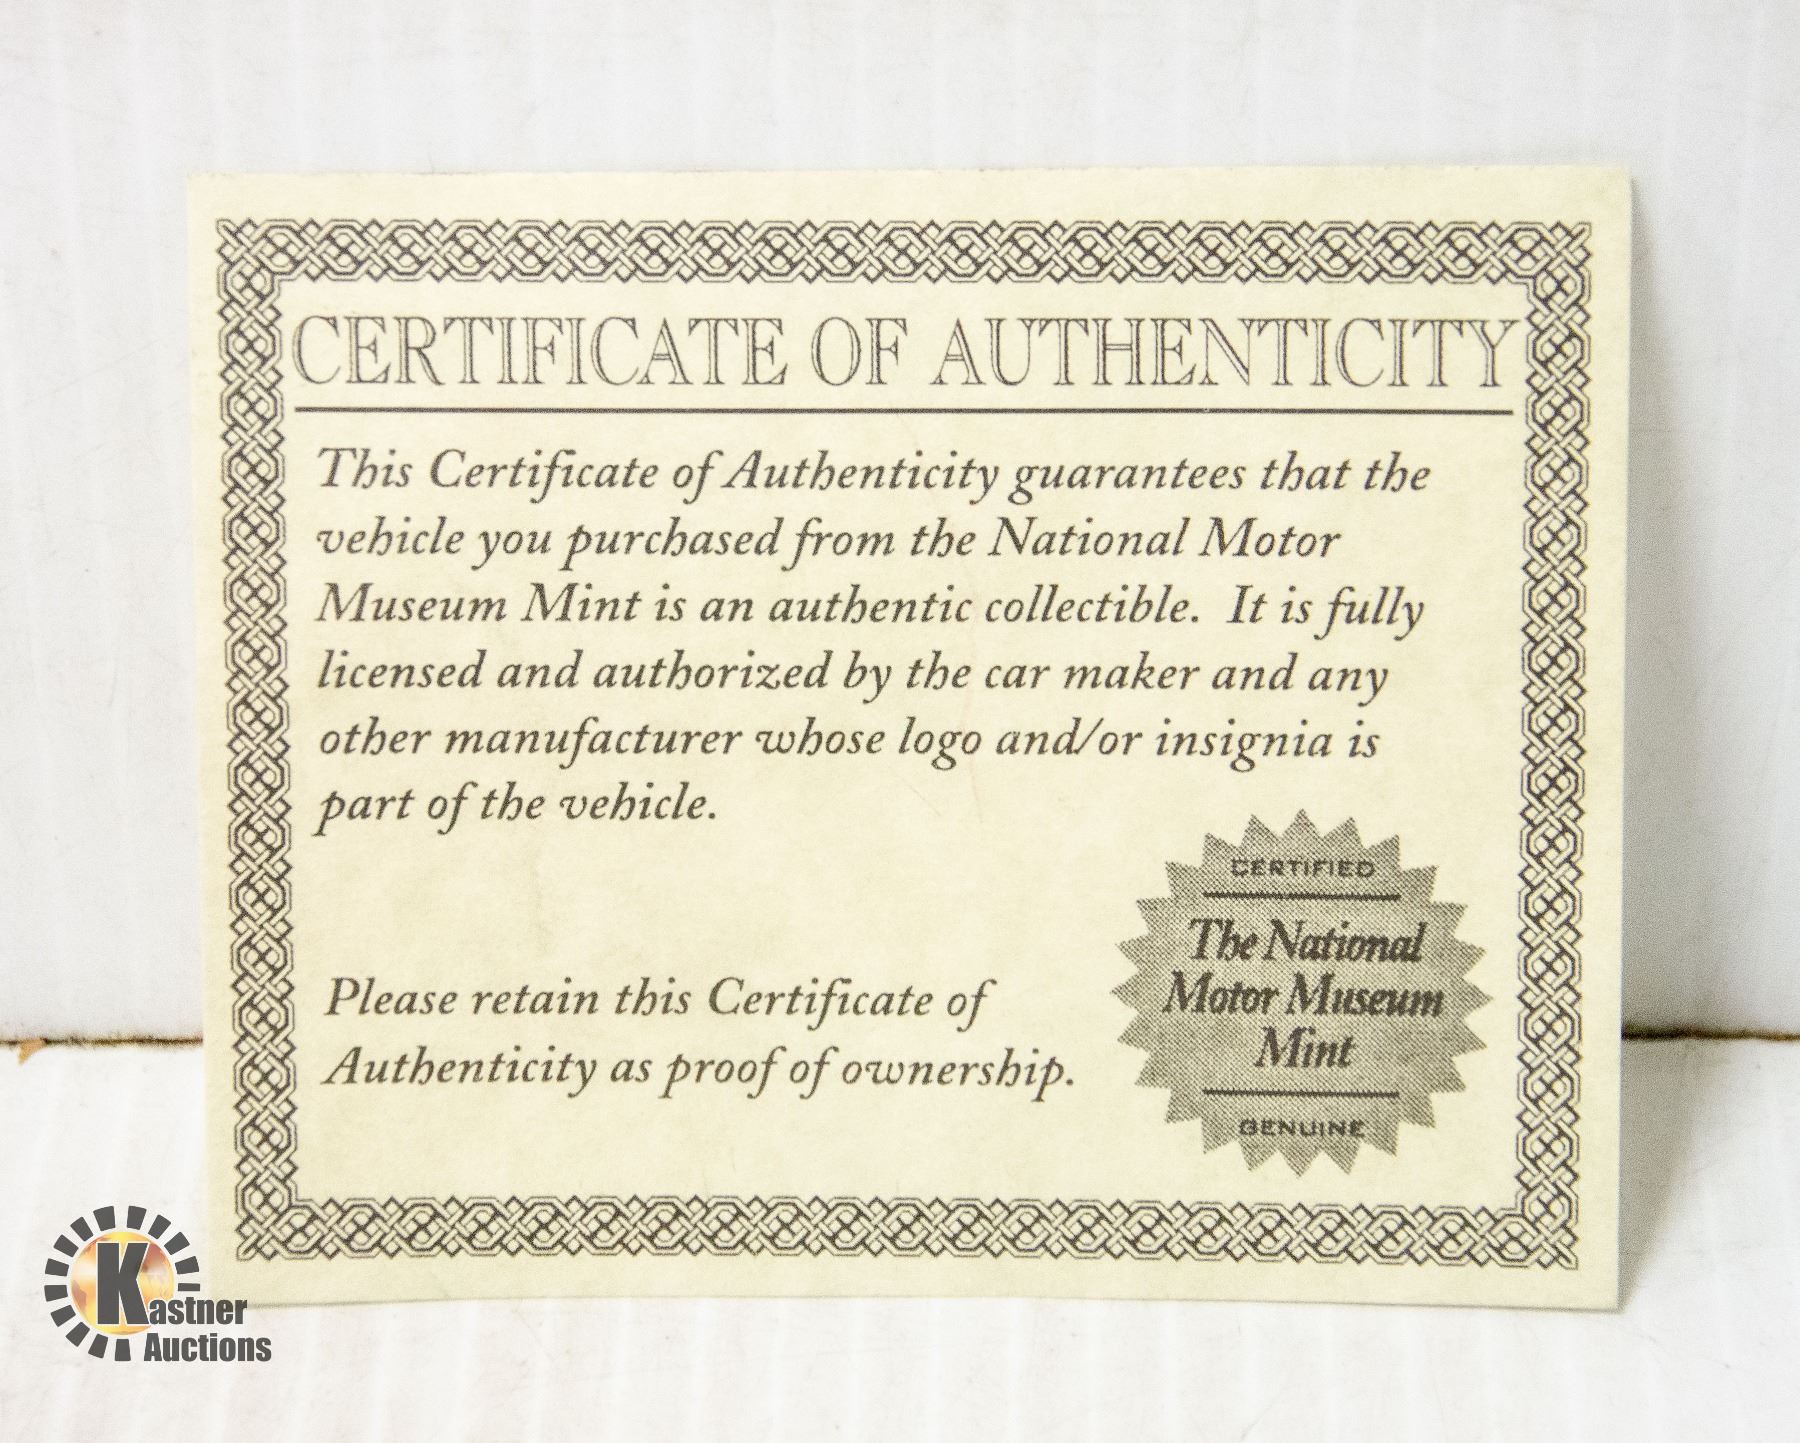 CERTIFICATE OF AUTHENTICITY
This Certificate of Authenticity guarantees that the
vehicle you purchased from the National Motor
Museum Mint is an authentic collectible. It is fully
licensed and authorized by the car maker and any
other manufacturer whose logo and/or insignia is
part of the vehicle.
CERTIFIED
The National
Motor Museum
Mint
GENUINE
Please retain this Certificate of
Authenticity as proof of ownership.
Kastner
Auctions